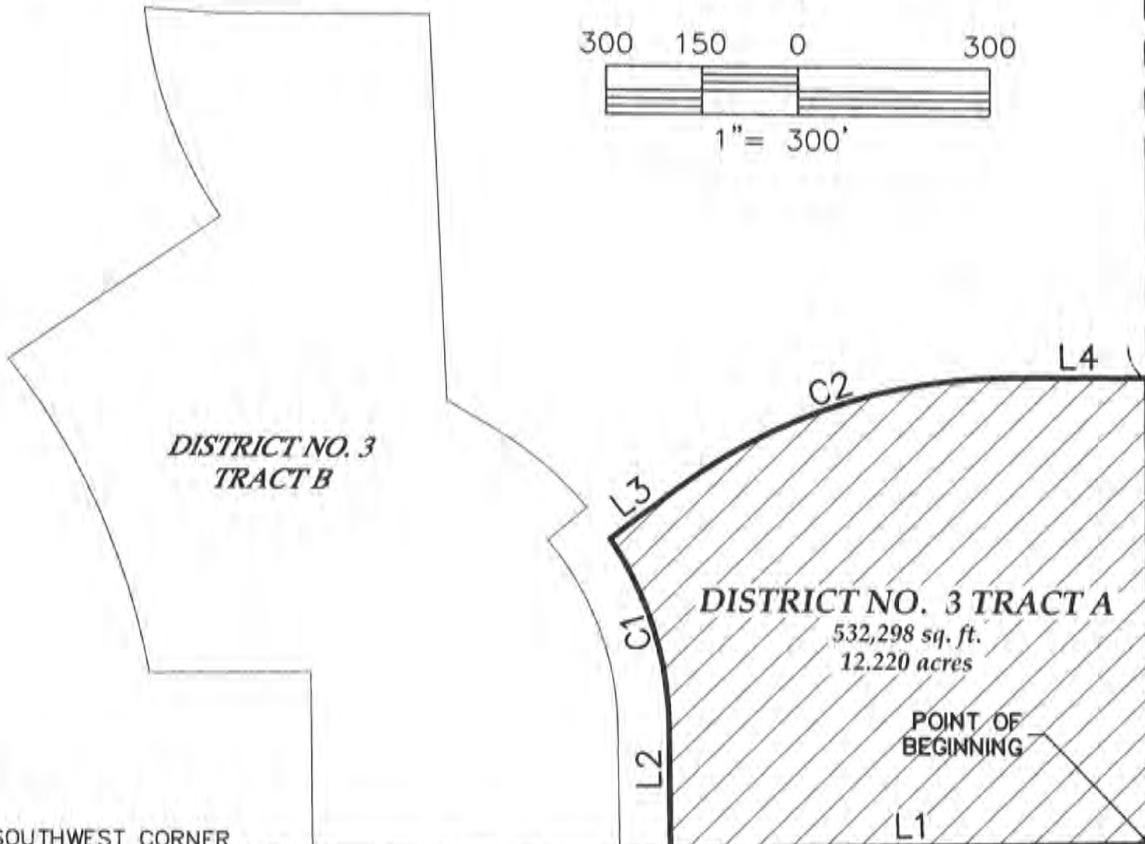 300 150 0 300
1"= 300'
L4
C2
DISTRICT NO. 3
TRACT B
L3
DISTRICT NO. 3 TRACT A
532,298 sq. ft.
12.220 acres
C1
POINT OF
BEGINNING
L2
L1
SOUTHWEST CORNER